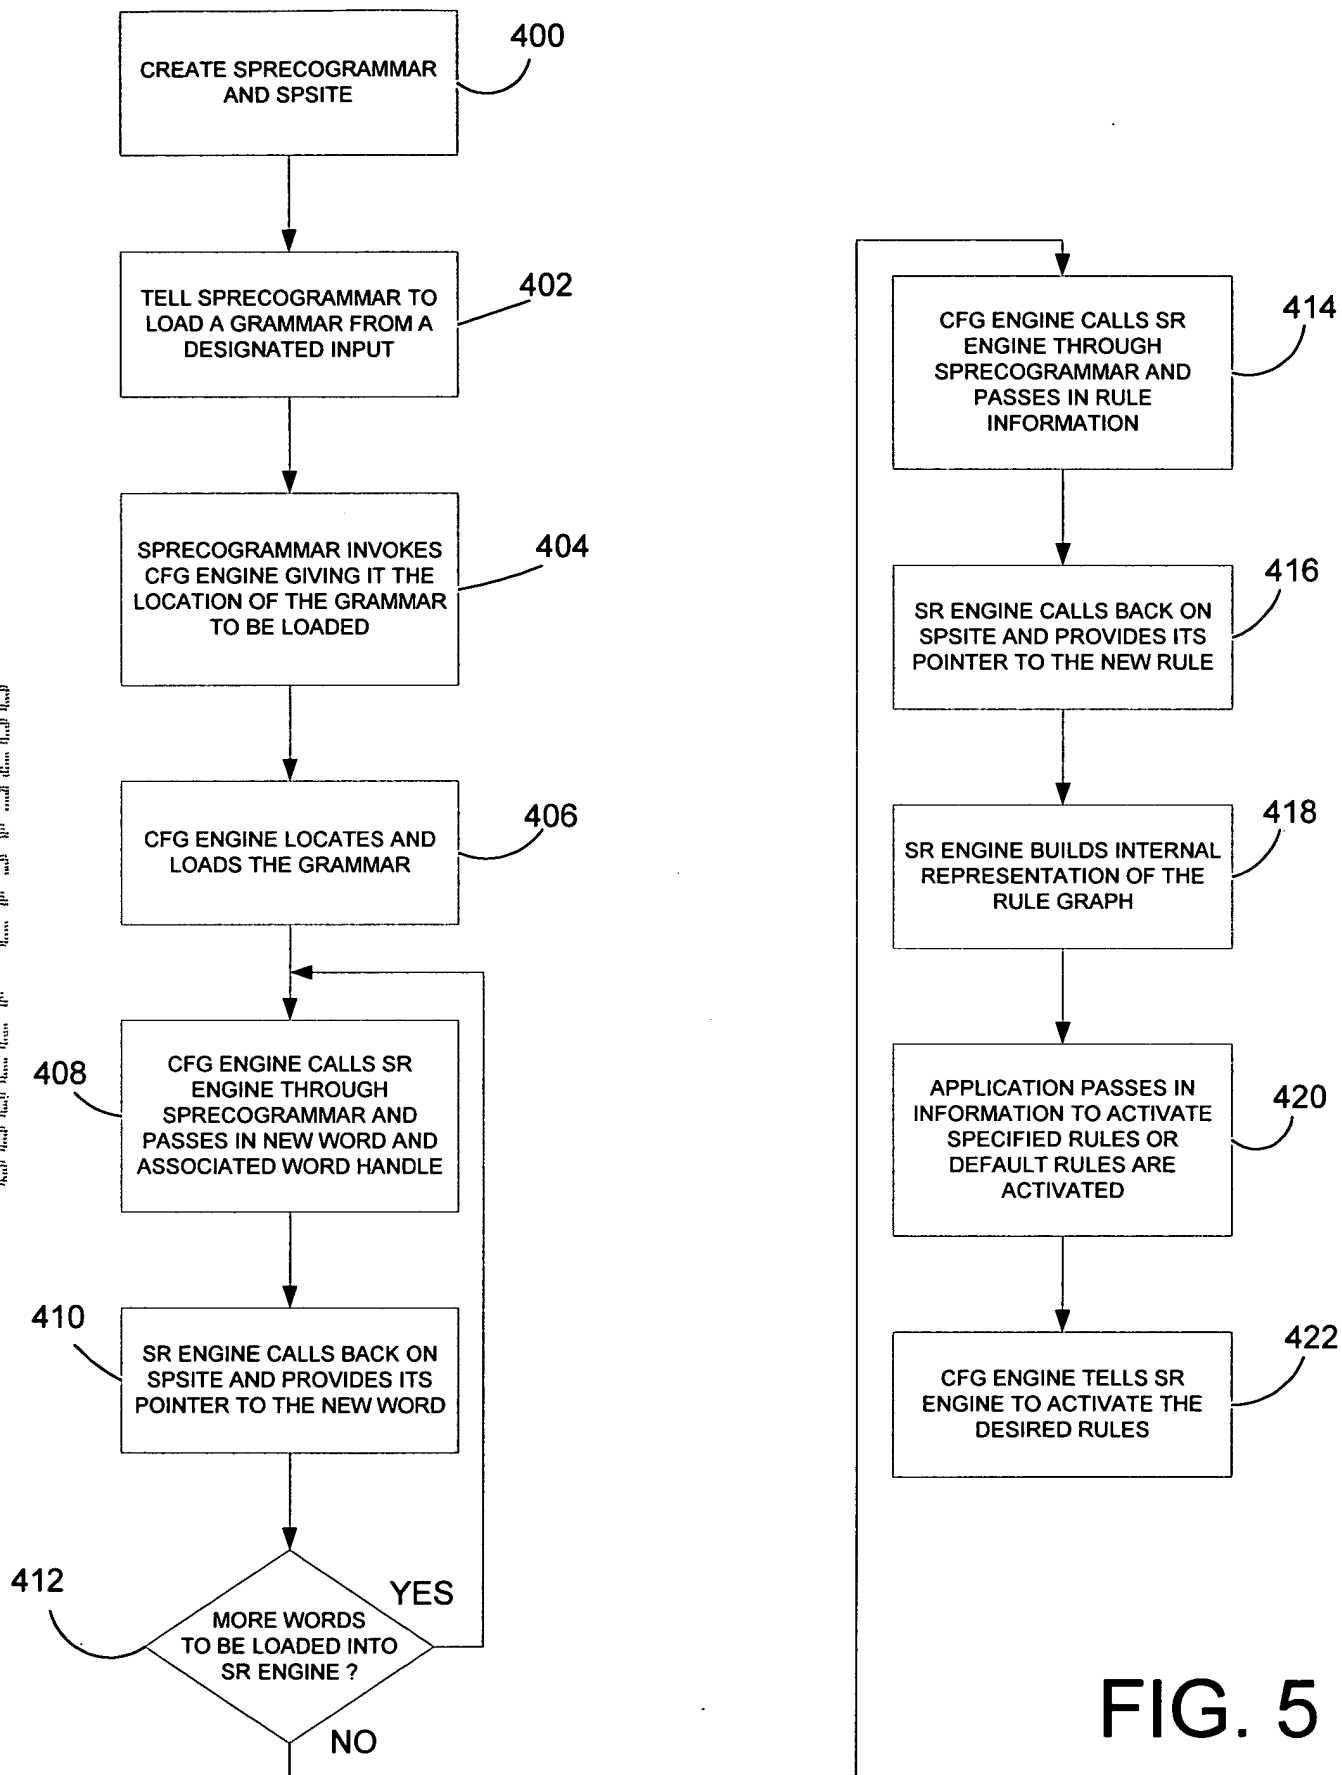 400
CREATE SPRECOGRAMMAR
AND SPSITE
402
TELL SPRECOGRAMMAR TO
LOAD A GRAMMAR FROM A
DESIGNATED INPUT
404
SPRECOGRAMMAR INVOKES
CFG ENGINE GIVING IT THE
LOCATION OF THE GRAMMAR
TO BE LOADED
406
CFG ENGINE LOCATES AND
LOADS THE GRAMMAR
408
CFG ENGINE CALLS SR
ENGINE THROUGH
SPRECOGRAMMAR AND
PASSES IN NEW WORD AND
ASSOCIATED WORD HANDLE
410
SR ENGINE CALLS BACK ON
SPSITE AND PROVIDES ITS
POINTER TO THE NEW WORD
412
YES
MORE WORDS
TO BE LOADED INTO
SR ENGINE ?
NO
414
CFG ENGINE CALLS SR
ENGINE THROUGH
SPRECOGRAMMAR AND
PASSES IN RULE
INFORMATION
416
SR ENGINE CALLS BACK ON
SPSITE AND PROVIDES ITS
POINTER TO THE NEW RULE
418
SR ENGINE BUILDS INTERNAL
REPRESENTATION OF THE
RULE GRAPH
420
APPLICATION PASSES IN
INFORMATION TO ACTIVATE
SPECIFIED RULES OR
DEFAULT RULES ARE
ACTIVATED
422
CFG ENGINE TELLS SR
ENGINE TO ACTIVATE THE
DESIRED RULES
FIG. 5